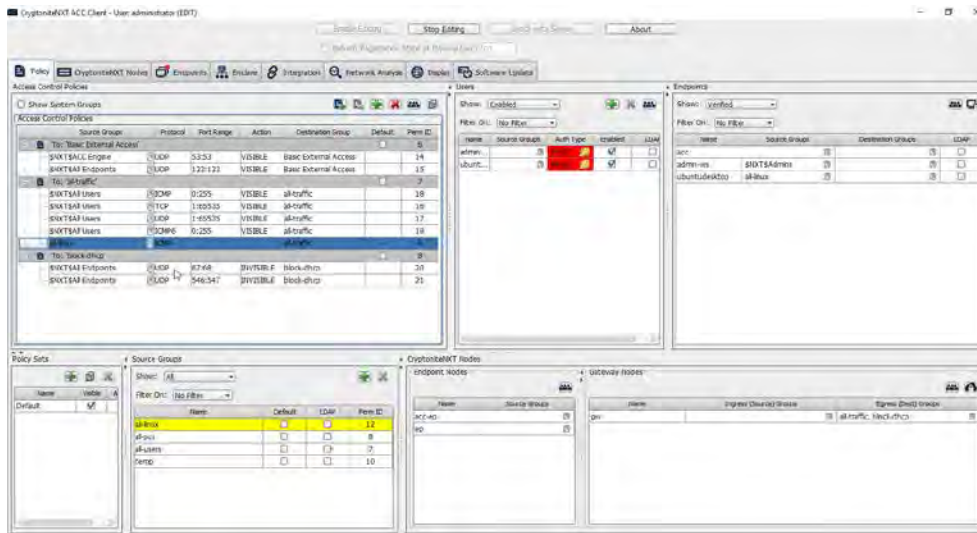 CryptoniteNXT ACC Client - User: administrator (EDIT)
Enable Editing Stop Editing About
Policy CryptoniteNXT Nodes Endpoints Enclave Integration Network Analysis Display Software Update
Access Control Policies Users Endpoints
Show System Groups Show: Enabled Show: Verified
Access Control Policies Filter On: No Filter Filter On: No Filter
Source Groups Protocol Port Range Action Destination Group Default Perm ID
Name Source Groups Auth Type Enabled LDAP
Name Source Groups Destination Groups LDAP
To: 'Basic External Access'
$NXT$ACC Engine UDP 53:53 VISIBLE Basic External Access 14
$NXT$All Endpoints UDP 123:123 VISIBLE Basic External Access 15
To: 'all-traffic' 7
$NXT$All Users ICMP 0:255 VISIBLE all-traffic
$NXT$All Users TCP 1:65535 VISIBLE all-traffic 16
$NXT$All Users UDP 1:65535 VISIBLE all-traffic 17
$NXT$All Users ICMP6 0:255 VISIBLE all-traffic
all-linux ICMP all-traffic
To: 'block-dhcp'
$NXT$All Endpoints UDP 67:68 INVISIBLE block-dhcp 20
$NXT$All Endpoints UDP 546:547 INVISIBLE block-dhcp 21
admin...
ubunt...
acc
admin-ws $NXT$Admins
ubuntudesktop all-linux
Policy Sets Source Groups CryptoniteNXT Nodes
Show: All Endpoint Nodes Gateway Nodes
Filter On: No Filter
Name Visible A
Default
Name Default LDAP Perm ID
all-linux 12
8
all-users 7
temp 10
Name Source Groups
acc-ep
ep
Name Ingress (Source) Groups Egress (Dest) Groups
gw all-traffic, block-dhcp